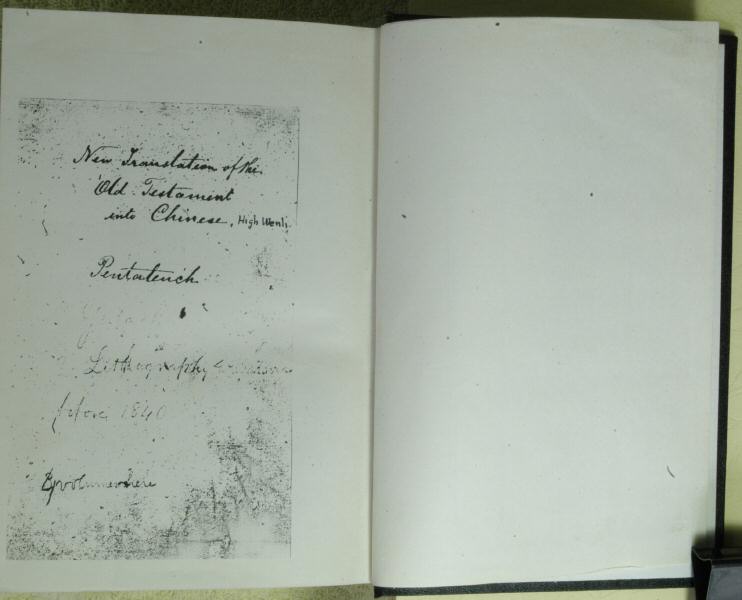 New Translation of the
Old Testament
into Chinese, High Wenli.
Pentateuch
Lithography
before 1840